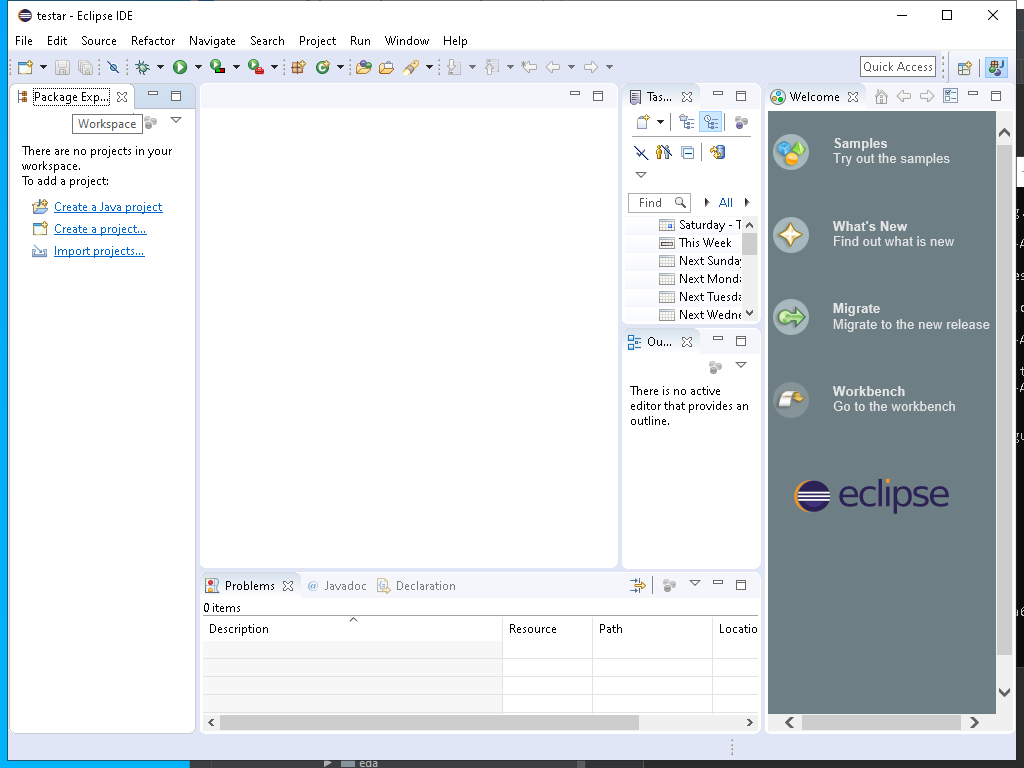 testar - Eclipse IDE
File Edit Source Refactor Navigate Search Project Run Window Help
Quick Access
Package Exp...
Workspace
There are no projects in your
workspace.
To add a project:
Create a Java project
Create a project...
Import projects...
Tas...
Find
All
Saturday - T
This Week
Next Sunday
Next Monda
Next Tuesda
Next Wedne
Ou...
There is no active
editor that provides an
outline.
Welcome
Samples
Try out the samples
What's New
Find out what is new
Migrate
Migrate to the new release
Workbench
Go to the workbench
eclipse
Problems @ Javadoc Declaration
0 items
Description Resource Path Locatio
eda